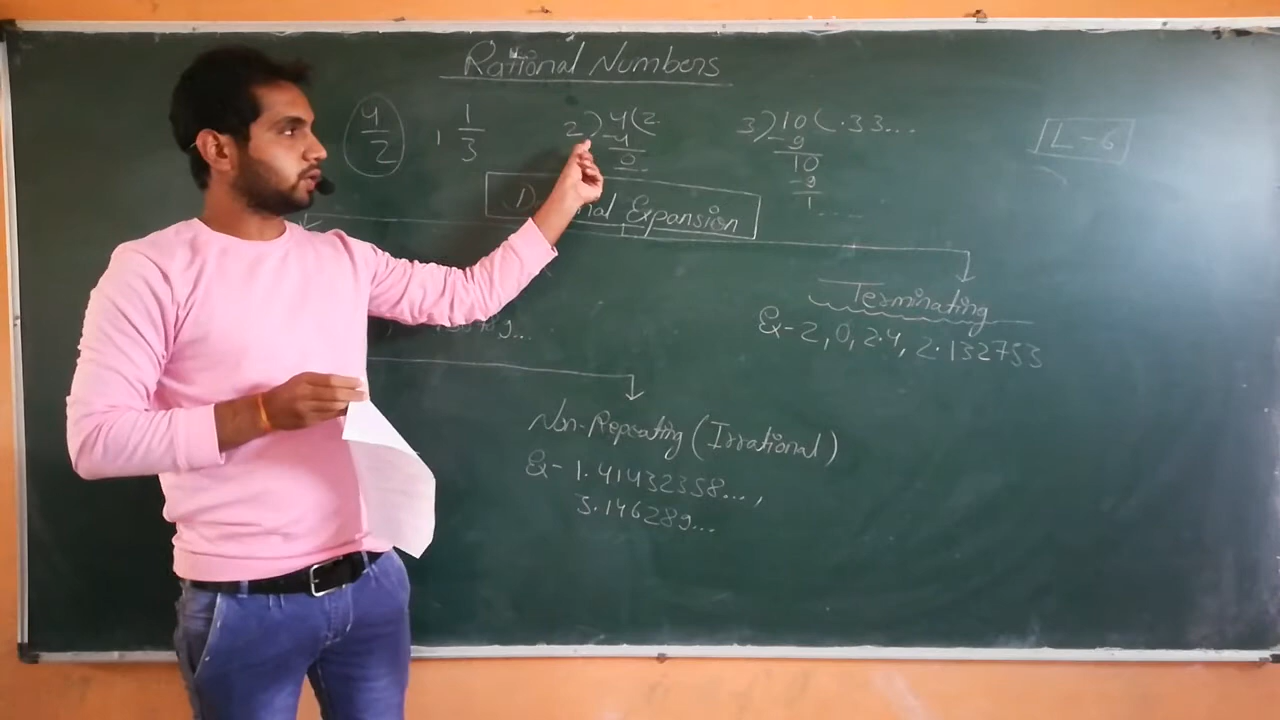 Rational Numbers
4/2 , 1/3
2) 4 (2
-4
0
3) 10 ( .33...
-9
10
-9
1 ....
L-6
Expansion
Terminating
Ex- 2, 0, 2.4, 2.132753
Non-Repeating (Irrational)
Ex- 1.41432358...,
3.146289...